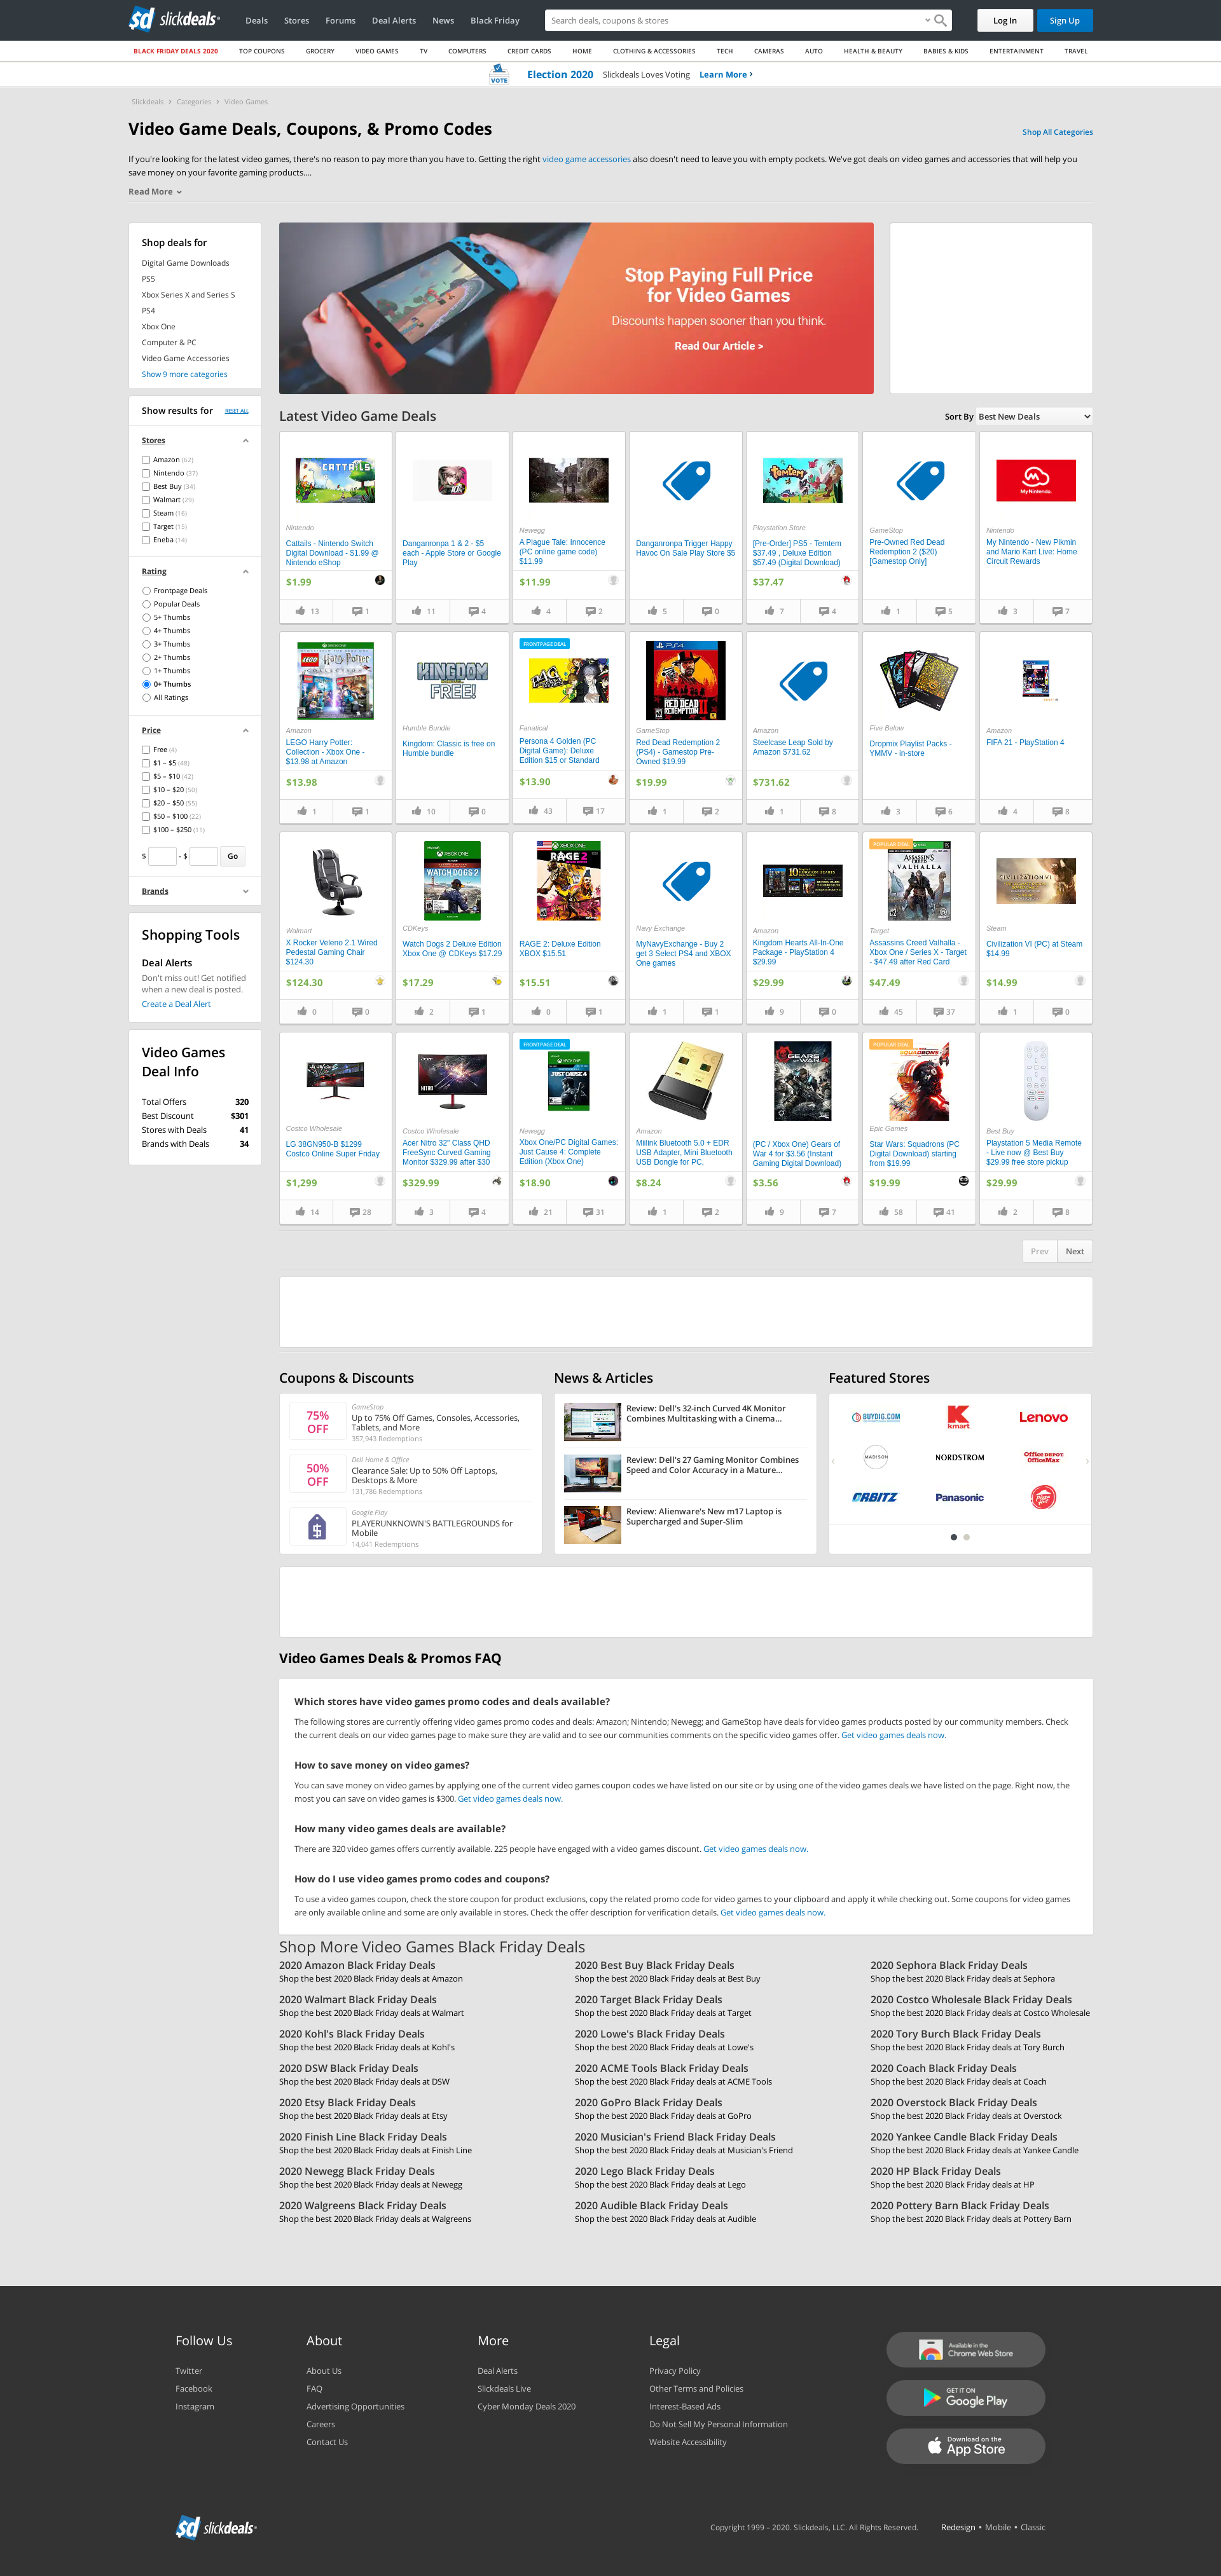 slickdeals
Deals Stores Forums Deal Alerts News Black Friday
Search deals, coupons & stores
Log In
Sign Up
BLACK FRIDAY DEALS 2020 TOP COUPONS GROCERY VIDEO GAMES TV COMPUTERS CREDIT CARDS HOME CLOTHING & ACCESSORIES TECH CAMERAS AUTO HEALTH & BEAUTY BABIES & KIDS ENTERTAINMENT TRAVEL
VOTE Election 2020 Slickdeals Loves Voting Learn More ›
Slickdeals › Categories › Video Games
Video Game Deals, Coupons, & Promo Codes
Shop All Categories
If you're looking for the latest video games, there's no reason to pay more than you have to. Getting the right video game accessories also doesn't need to leave you with empty pockets. We've got deals on video games and accessories that will help you
save money on your favorite gaming products....
Read More
Shop deals for
Digital Game Downloads
PS5
Xbox Series X and Series S
PS4
Xbox One
Computer & PC
Video Game Accessories
Show 9 more categories
Show results for RESET ALL
Stores
Amazon (62)
Nintendo (37)
Best Buy (34)
Walmart (29)
Steam (16)
Target (15)
Eneba (14)
Rating
Frontpage Deals
Popular Deals
5+ Thumbs
4+ Thumbs
3+ Thumbs
2+ Thumbs
1+ Thumbs
0+ Thumbs
All Ratings
Price
Free (4)
$1 – $5 (48)
$5 – $10 (42)
$10 – $20 (50)
$20 – $50 (55)
$50 – $100 (22)
$100 – $250 (11)
$ - $ Go
Brands
Shopping Tools
Deal Alerts
Don't miss out! Get notified
when a new deal is posted.
Create a Deal Alert
Video Games
Deal Info
Total Offers 320
Best Discount $301
Stores with Deals 41
Brands with Deals 34
Stop Paying Full Price
for Video Games
Discounts happen sooner than you think.
Read Our Article >
Latest Video Game Deals
Sort By Best New Deals
Nintendo
Cattails - Nintendo Switch
Digital Download - $1.99 @
Nintendo eShop
$1.99
13 1
Danganronpa 1 & 2 - $5
each - Apple Store or Google
Play
11 4
Newegg
A Plague Tale: Innocence
(PC online game code)
$11.99
$11.99
4 2
Danganronpa Trigger Happy
Havoc On Sale Play Store $5
5 0
Playstation Store
[Pre-Order] PS5 - Temtem
$37.49 , Deluxe Edition
$57.49 (Digital Download)
$37.47
7 4
GameStop
Pre-Owned Red Dead
Redemption 2 ($20)
[Gamestop Only]
1 5
My Nintendo
Nintendo
My Nintendo - New Pikmin
and Mario Kart Live: Home
Circuit Rewards
3 7
Amazon
LEGO Harry Potter:
Collection - Xbox One -
$13.98 at Amazon
$13.98
1 1
KINGDOM
FREE!
Humble Bundle
Kingdom: Classic is free on
Humble bundle
10 0
FRONTPAGE DEAL
Fanatical
Persona 4 Golden (PC
Digital Game): Deluxe
Edition $15 or Standard
$13.90
43 17
GameStop
Red Dead Redemption 2
(PS4) - Gamestop Pre-
Owned $19.99
$19.99
1 2
Amazon
Steelcase Leap Sold by
Amazon $731.62
$731.62
1 8
Five Below
Dropmix Playlist Packs -
YMMV - in-store
3 6
Amazon
FIFA 21 - PlayStation 4
4 8
Walmart
X Rocker Veleno 2.1 Wired
Pedestal Gaming Chair
$124.30
$124.30
0 0
CDKeys
Watch Dogs 2 Deluxe Edition
Xbox One @ CDKeys $17.29
$17.29
2 1
RAGE 2: Deluxe Edition
XBOX $15.51
$15.51
0 1
Navy Exchange
MyNavyExchange - Buy 2
get 3 Select PS4 and XBOX
One games
1 1
Amazon
Kingdom Hearts All-In-One
Package - PlayStation 4
$29.99
$29.99
9 0
POPULAR DEAL
Target
Assassins Creed Valhalla -
Xbox One / Series X - Target
- $47.49 after Red Card
$47.49
45 37
CIVILIZATION VI
Steam
Civilization VI (PC) at Steam
$14.99
$14.99
1 0
Costco Wholesale
LG 38GN950-B $1299
Costco Online Super Friday
$1,299
14 28
Costco Wholesale
Acer Nitro 32" Class QHD
FreeSync Curved Gaming
Monitor $329.99 after $30
$329.99
3 4
FRONTPAGE DEAL
Newegg
Xbox One/PC Digital Games:
Just Cause 4: Complete
Edition (Xbox One)
$18.90
21 31
Amazon
Miilink Bluetooth 5.0 + EDR
USB Adapter, Mini Bluetooth
USB Dongle for PC,
$8.24
1 2
(PC / Xbox One) Gears of
War 4 for $3.56 (Instant
Gaming Digital Download)
$3.56
9 7
POPULAR DEAL
Epic Games
Star Wars: Squadrons (PC
Digital Download) starting
from $19.99
$19.99
58 41
Best Buy
Playstation 5 Media Remote
- Live now @ Best Buy
$29.99 free store pickup
$29.99
2 8
Prev Next
Coupons & Discounts
75%
OFF
GameStop
Up to 75% Off Games, Consoles, Accessories,
Tablets, and More
357,943 Redemptions
50%
OFF
Dell Home & Office
Clearance Sale: Up to 50% Off Laptops,
Desktops & More
131,786 Redemptions
Google Play
PLAYERUNKNOWN'S BATTLEGROUNDS for
Mobile
14,041 Redemptions
News & Articles
Review: Dell's 32-inch Curved 4K Monitor
Combines Multitasking with a Cinema...
Review: Dell's 27 Gaming Monitor Combines
Speed and Color Accuracy in a Mature...
Review: Alienware's New m17 Laptop is
Supercharged and Super-Slim
Featured Stores
BUYDIG.COM kmart Lenovo
MADISON NORDSTROM Office DEPOT OfficeMax
ORBITZ Panasonic Pizza Hut
Video Games Deals & Promos FAQ
Which stores have video games promo codes and deals available?
The following stores are currently offering video games promo codes and deals: Amazon; Nintendo; Newegg; and GameStop have deals for video games products posted by our community members. Check
the current deals on our video games page to make sure they are valid and to see our communities comments on the specific video games offer. Get video games deals now.
How to save money on video games?
You can save money on video games by applying one of the current video games coupon codes we have listed on our site or by using one of the video games deals we have listed on the page. Right now, the
most you can save on video games is $300. Get video games deals now.
How many video games deals are available?
There are 320 video games offers currently available. 225 people have engaged with a video games discount. Get video games deals now.
How do I use video games promo codes and coupons?
To use a video games coupon, check the store coupon for product exclusions, copy the related promo code for video games to your clipboard and apply it while checking out. Some coupons for video games
are only available online and some are only available in stores. Check the offer description for verification details. Get video games deals now.
Shop More Video Games Black Friday Deals
2020 Amazon Black Friday Deals
Shop the best 2020 Black Friday deals at Amazon
2020 Best Buy Black Friday Deals
Shop the best 2020 Black Friday deals at Best Buy
2020 Sephora Black Friday Deals
Shop the best 2020 Black Friday deals at Sephora
2020 Walmart Black Friday Deals
Shop the best 2020 Black Friday deals at Walmart
2020 Target Black Friday Deals
Shop the best 2020 Black Friday deals at Target
2020 Costco Wholesale Black Friday Deals
Shop the best 2020 Black Friday deals at Costco Wholesale
2020 Kohl's Black Friday Deals
Shop the best 2020 Black Friday deals at Kohl's
2020 Lowe's Black Friday Deals
Shop the best 2020 Black Friday deals at Lowe's
2020 Tory Burch Black Friday Deals
Shop the best 2020 Black Friday deals at Tory Burch
2020 DSW Black Friday Deals
Shop the best 2020 Black Friday deals at DSW
2020 ACME Tools Black Friday Deals
Shop the best 2020 Black Friday deals at ACME Tools
2020 Coach Black Friday Deals
Shop the best 2020 Black Friday deals at Coach
2020 Etsy Black Friday Deals
Shop the best 2020 Black Friday deals at Etsy
2020 GoPro Black Friday Deals
Shop the best 2020 Black Friday deals at GoPro
2020 Overstock Black Friday Deals
Shop the best 2020 Black Friday deals at Overstock
2020 Finish Line Black Friday Deals
Shop the best 2020 Black Friday deals at Finish Line
2020 Musician's Friend Black Friday Deals
Shop the best 2020 Black Friday deals at Musician's Friend
2020 Yankee Candle Black Friday Deals
Shop the best 2020 Black Friday deals at Yankee Candle
2020 Newegg Black Friday Deals
Shop the best 2020 Black Friday deals at Newegg
2020 Lego Black Friday Deals
Shop the best 2020 Black Friday deals at Lego
2020 HP Black Friday Deals
Shop the best 2020 Black Friday deals at HP
2020 Walgreens Black Friday Deals
Shop the best 2020 Black Friday deals at Walgreens
2020 Audible Black Friday Deals
Shop the best 2020 Black Friday deals at Audible
2020 Pottery Barn Black Friday Deals
Shop the best 2020 Black Friday deals at Pottery Barn
Follow Us
Twitter
Facebook
Instagram
About
About Us
FAQ
Advertising Opportunities
Careers
Contact Us
More
Deal Alerts
Slickdeals Live
Cyber Monday Deals 2020
Legal
Privacy Policy
Other Terms and Policies
Interest-Based Ads
Do Not Sell My Personal Information
Website Accessibility
Available in the
Chrome Web Store
GET IT ON
Google Play
Download on the
App Store
slickdeals
Copyright 1999 – 2020. Slickdeals, LLC. All Rights Reserved.
Redesign • Mobile • Classic